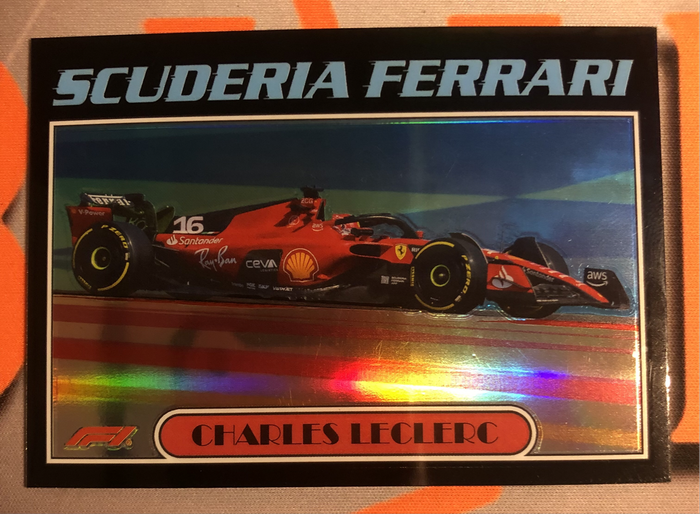 SCUDERIA FERRARI
16
Santander
Ray-Ban
CEVA
aws
F1
CHARLES LECLERC